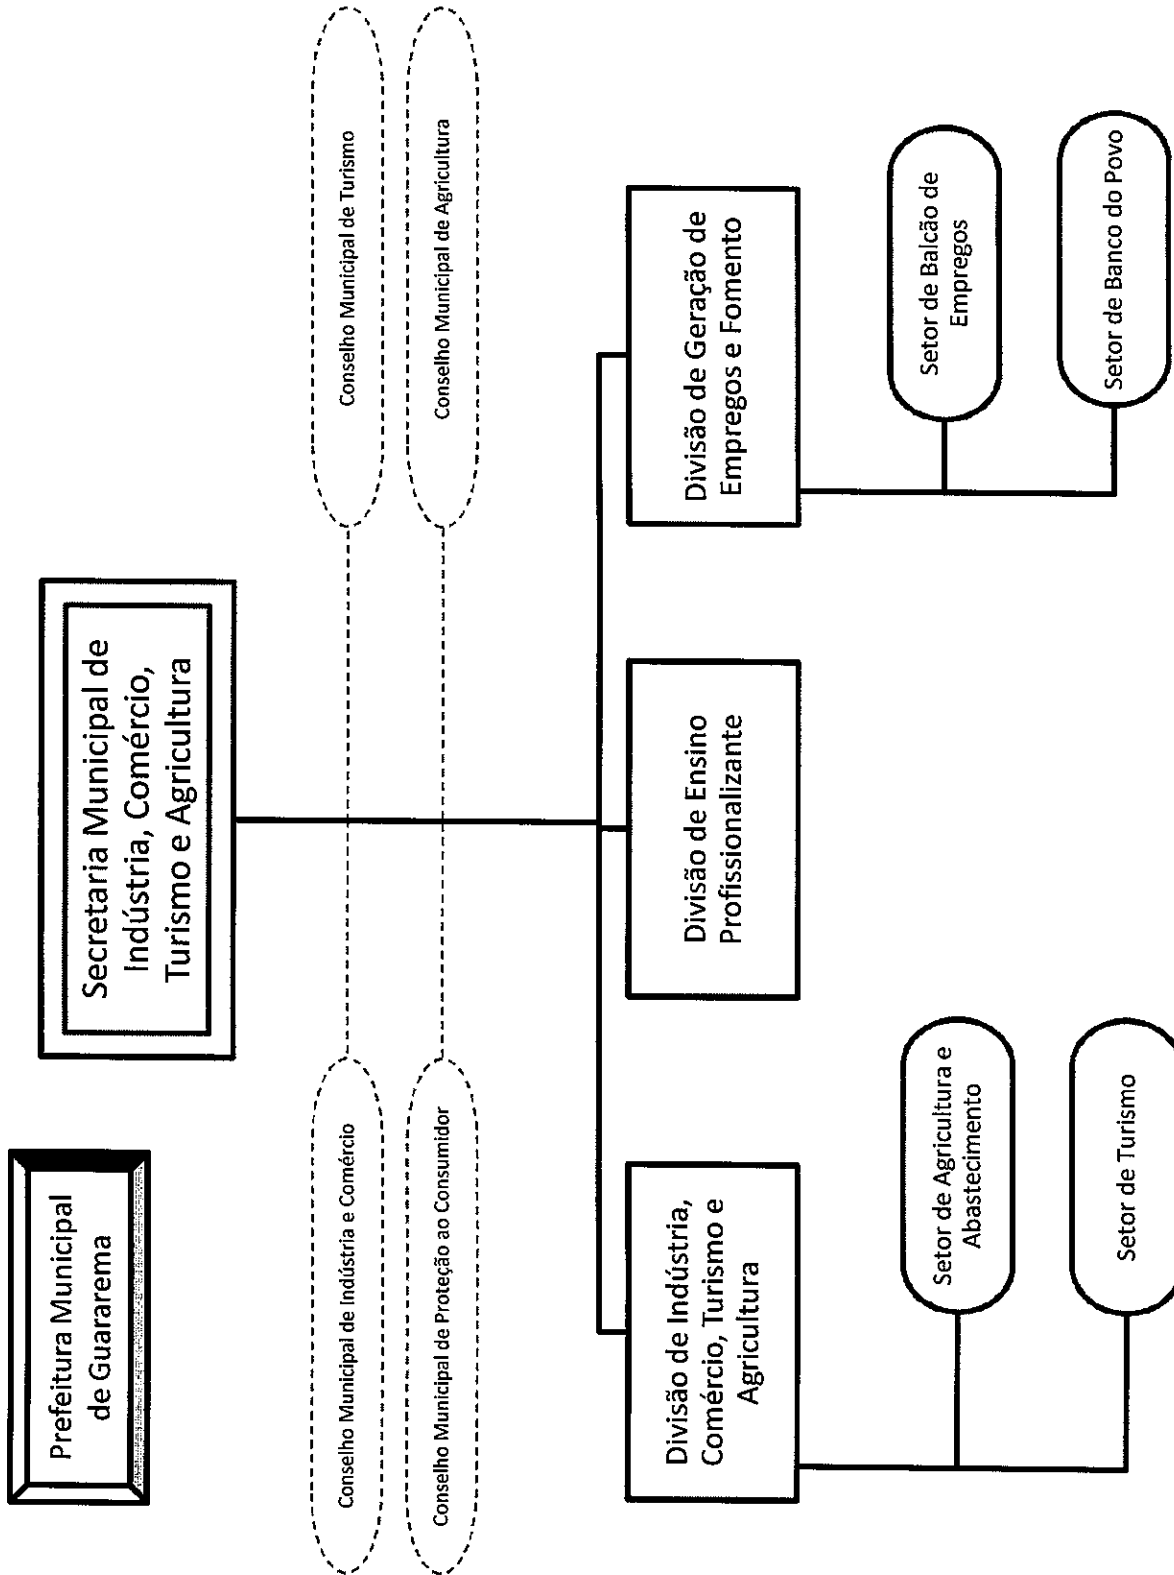 Prefeitura Municipal
de Guararema
Secretaria Municipal de
Indústria, Comércio,
Turismo e Agricultura
Conselho Municipal de Indústria e Comércio
Conselho Municipal de Turismo
Conselho Municipal de Proteção ao Consumidor
Conselho Municipal de Agricultura
Divisão de Indústria,
Comércio, Turismo e
Agricultura
Divisão de Ensino
Profissionalizante
Divisão de Geração de
Empregos e Fomento
Setor de Agricultura e
Abastecimento
Setor de Turismo
Setor de Balcão de
Empregos
Setor de Banco do Povo